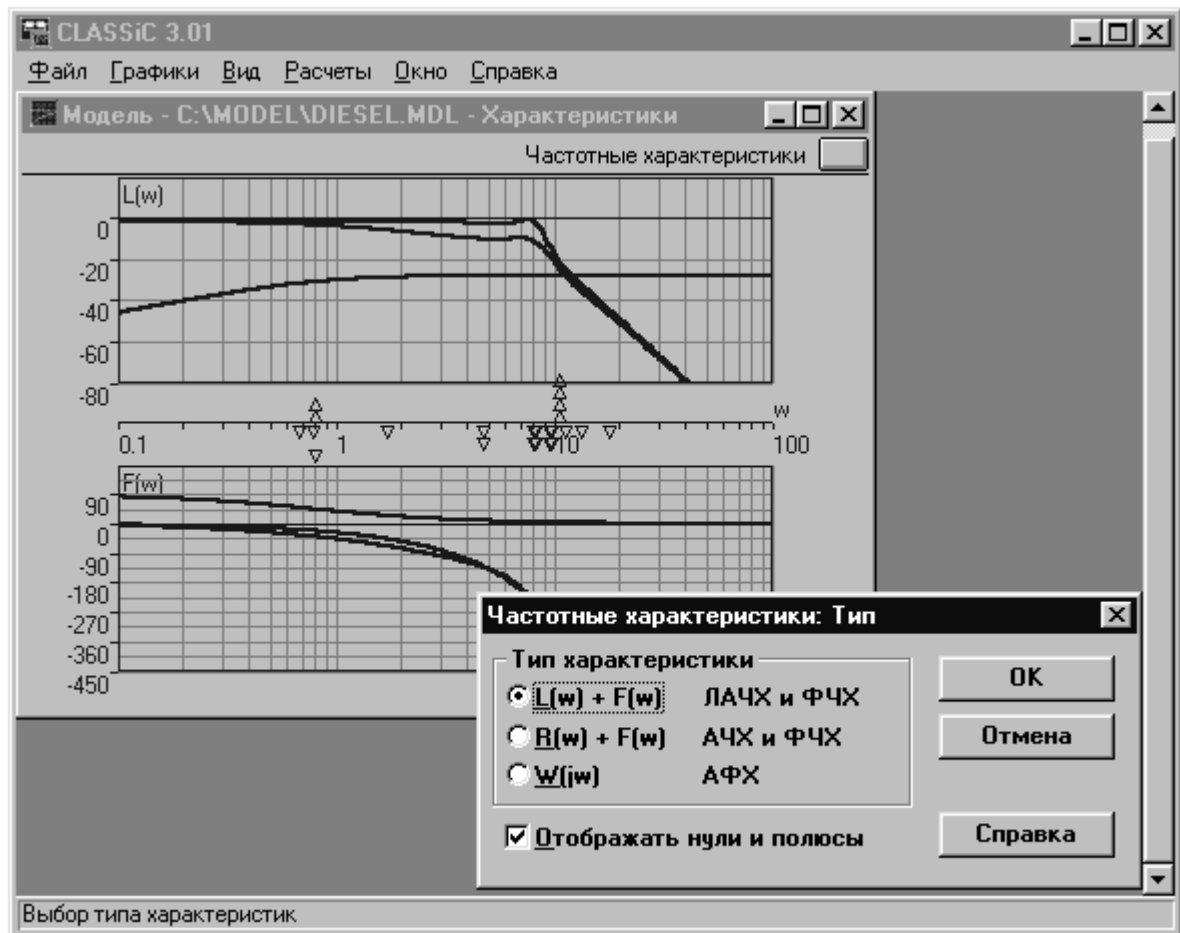 CLASSiC 3.01
Файл Графики Вид Расчеты Окно Справка
Модель - C:\MODEL\DIESEL.MDL - Характеристики
Частотные характеристики
L(w)
0
-20
-40
-60
-80
w
0.1 1 10 100
F(w)
90
0
-90
-180
-270
-360
-450
Частотные характеристики: Тип
Тип характеристики
L(w) + F(w) ЛАЧХ и ФЧХ
R(w) + F(w) АЧХ и ФЧХ
W(jw) АФХ
Отображать нули и полюсы
OK
Отмена
Справка
Выбор типа характеристик